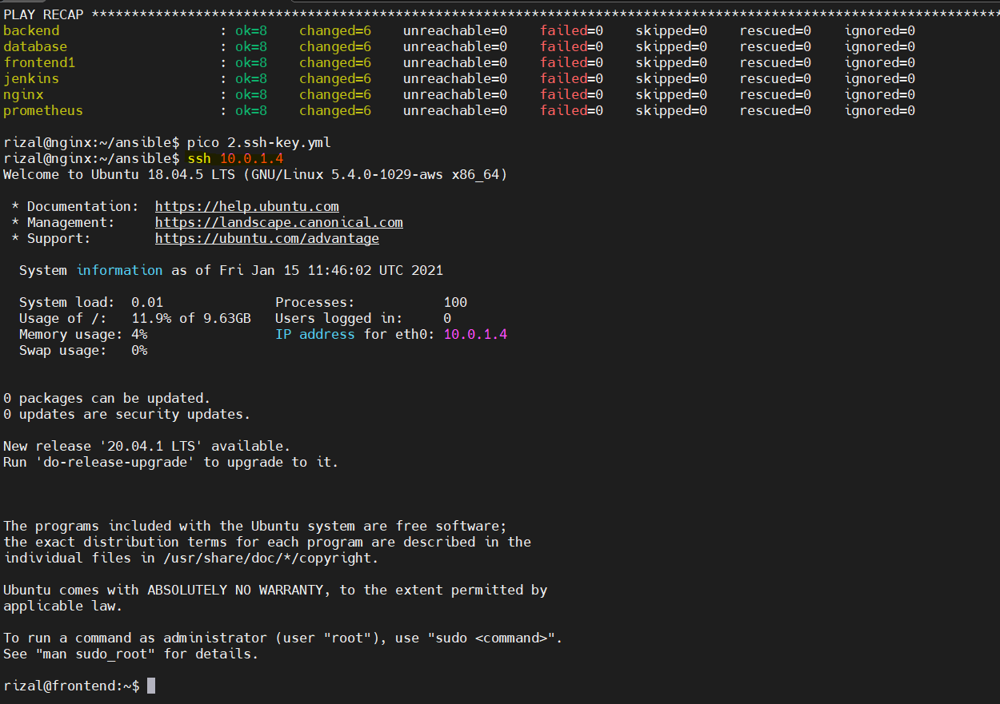 PLAY RECAP ******************************************************************************************************************
backend                    : ok=8    changed=6    unreachable=0    failed=0    skipped=0    rescued=0    ignored=0
database                   : ok=8    changed=6    unreachable=0    failed=0    skipped=0    rescued=0    ignored=0
frontend1                  : ok=8    changed=6    unreachable=0    failed=0    skipped=0    rescued=0    ignored=0
jenkins                    : ok=8    changed=6    unreachable=0    failed=0    skipped=0    rescued=0    ignored=0
nginx                      : ok=8    changed=6    unreachable=0    failed=0    skipped=0    rescued=0    ignored=0
prometheus                 : ok=8    changed=6    unreachable=0    failed=0    skipped=0    rescued=0    ignored=0
rizal@nginx:~/ansible$ pico 2.ssh-key.yml
rizal@nginx:~/ansible$ ssh 10.0.1.4
Welcome to Ubuntu 18.04.5 LTS (GNU/Linux 5.4.0-1029-aws x86_64)
 * Documentation:  https://help.ubuntu.com
 * Management:     https://landscape.canonical.com
 * Support:        https://ubuntu.com/advantage
  System information as of Fri Jan 15 11:46:02 UTC 2021
  System load:  0.01              Processes:           100
  Usage of /:   11.9% of 9.63GB   Users logged in:     0
  Memory usage: 4%                IP address for eth0: 10.0.1.4
  Swap usage:   0%
0 packages can be updated.
0 updates are security updates.
New release '20.04.1 LTS' available.
Run 'do-release-upgrade' to upgrade to it.
The programs included with the Ubuntu system are free software;
the exact distribution terms for each program are described in the
individual files in /usr/share/doc/*/copyright.
Ubuntu comes with ABSOLUTELY NO WARRANTY, to the extent permitted by
applicable law.
To run a command as administrator (user "root"), use "sudo <command>".
See "man sudo_root" for details.
rizal@frontend:~$